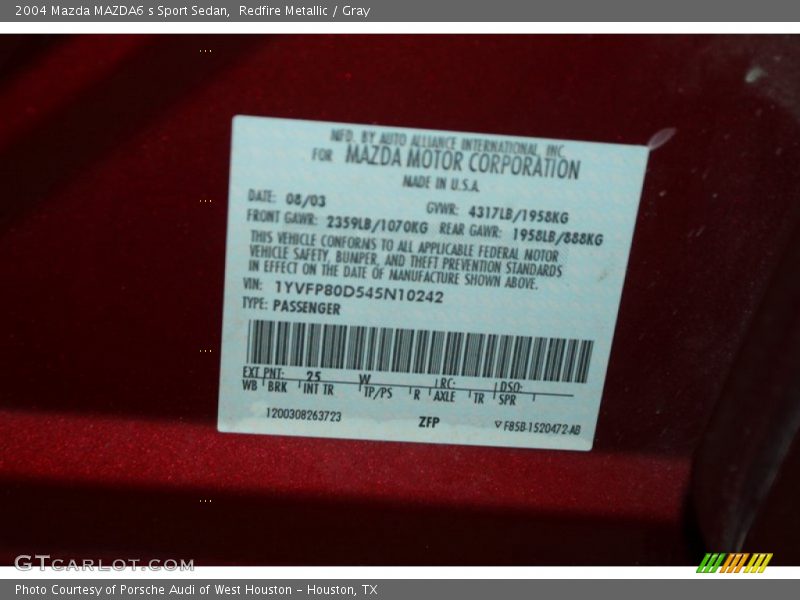 2004 Mazda MAZDA6 s Sport Sedan,  Redfire Metallic / Gray
MFD. BY AUTO ALLIANCE INTERNATIONAL, INC.
FOR MAZDA MOTOR CORPORATION
MADE IN U.S.A.
DATE: 08/03 GVWR: 4317LB/1958KG
FRONT GAWR: 2359LB/1070KG REAR GAWR: 1958LB/888KG
THIS VEHICLE CONFORMS TO ALL APPLICABLE FEDERAL MOTOR
VEHICLE SAFETY, BUMPER, AND THEFT PREVENTION STANDARDS
IN EFFECT ON THE DATE OF MANUFACTURE SHOWN ABOVE.
VIN: 1YVFP80D545N10242
TYPE: PASSENGER
EXT PNT: 25 W RC: DSO:
WB BRK INT TR TP/PS R AXLE TR SPR
1200308263723 ZFP F85B-1520472-AB
GTcarlot.com
Photo Courtesy of Porsche Audi of West Houston - Houston, TX